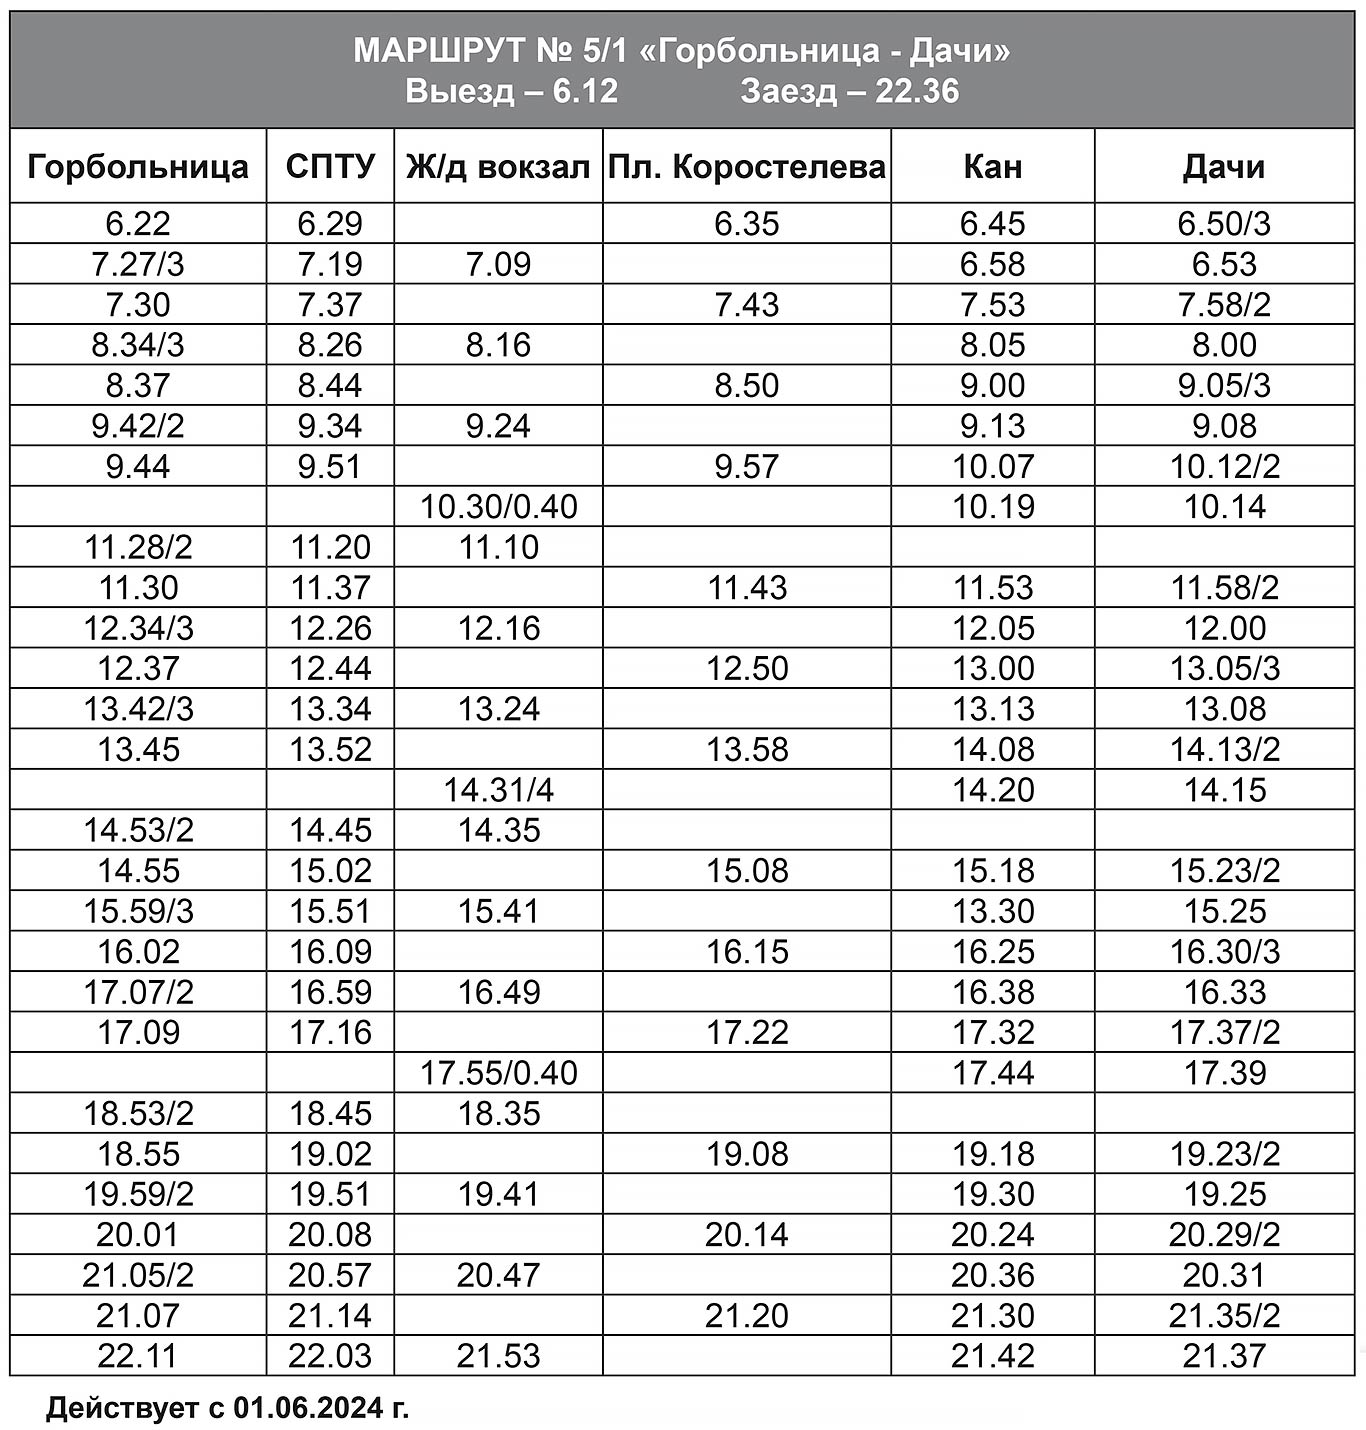 МАРШРУТ № 5/1 «Горбольница - Дачи»
Выезд – 6.12 Заезд – 22.36
Горбольница СПТУ Ж/д вокзал Пл. Коростелева Кан Дачи
6.22 6.29 6.35 6.45 6.50/3
7.27/3 7.19 7.09 6.58 6.53
7.30 7.37 7.43 7.53 7.58/2
8.34/3 8.26 8.16 8.05 8.00
8.37 8.44 8.50 9.00 9.05/3
9.42/2 9.34 9.24 9.13 9.08
9.44 9.51 9.57 10.07 10.12/2
10.30/0.40 10.19 10.14
11.28/2 11.20 11.10
11.30 11.37 11.43 11.53 11.58/2
12.34/3 12.26 12.16 12.05 12.00
12.37 12.44 12.50 13.00 13.05/3
13.42/3 13.34 13.24 13.13 13.08
13.45 13.52 13.58 14.08 14.13/2
14.31/4 14.20 14.15
14.53/2 14.45 14.35
14.55 15.02 15.08 15.18 15.23/2
15.59/3 15.51 15.41 13.30 15.25
16.02 16.09 16.15 16.25 16.30/3
17.07/2 16.59 16.49 16.38 16.33
17.09 17.16 17.22 17.32 17.37/2
17.55/0.40 17.44 17.39
18.53/2 18.45 18.35
18.55 19.02 19.08 19.18 19.23/2
19.59/2 19.51 19.41 19.30 19.25
20.01 20.08 20.14 20.24 20.29/2
21.05/2 20.57 20.47 20.36 20.31
21.07 21.14 21.20 21.30 21.35/2
22.11 22.03 21.53 21.42 21.37
Действует с 01.06.2024 г.